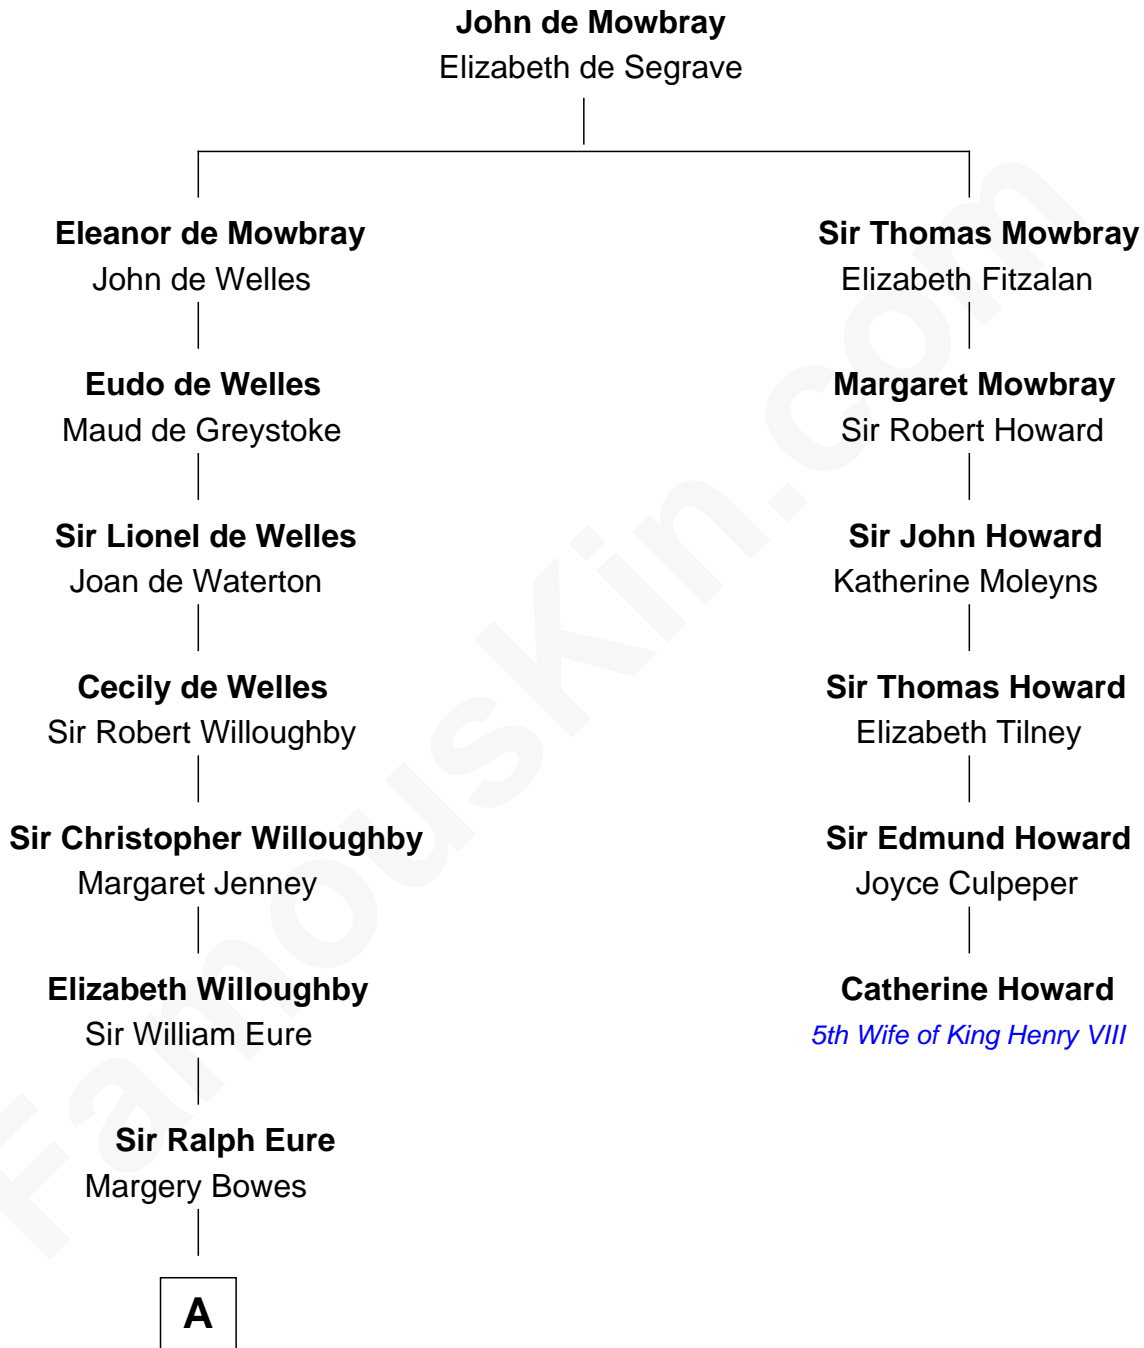 John de Mowbray
Elizabeth de Segrave
Eleanor de Mowbray
John de Welles
Sir Thomas Mowbray
Elizabeth Fitzalan
Eudo de Welles
Maud de Greystoke
Margaret Mowbray
Sir Robert Howard
Sir Lionel de Welles
Joan de Waterton
Sir John Howard
Katherine Moleyns
Cecily de Welles
Sir Robert Willoughby
Sir Thomas Howard
Elizabeth Tilney
Sir Christopher Willoughby
Margaret Jenney
Sir Edmund Howard
Joyce Culpeper
Elizabeth Willoughby
Sir William Eure
Catherine Howard
5th Wife of King Henry VIII
Sir Ralph Eure
Margery Bowes
A
FamousKin.com